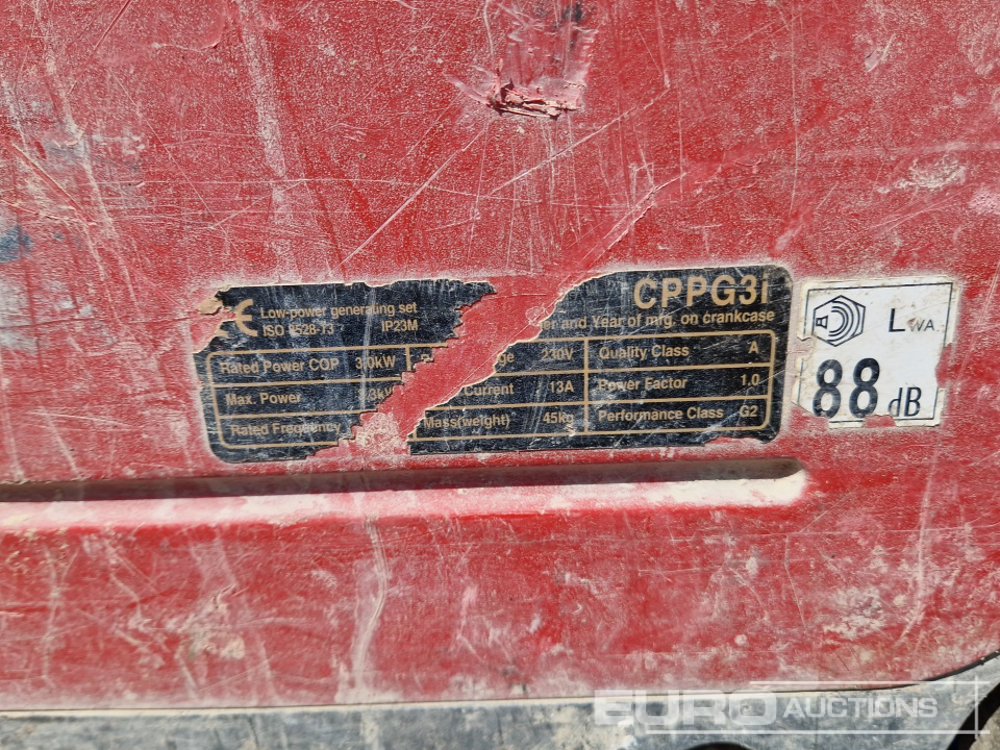 CE Low-power generating set
ISO 8528-13 IP23M
CPPG3i
and Year of mfg. on crankcase
Rated Power COP 3.0kW
230V
Quality Class A
Max. Power
Current 13A
Power Factor 1.0
Rated Frequency
Mass(weight) 45kg
Performance Class G2
LWA
88 dB
EURO AUCTIONS